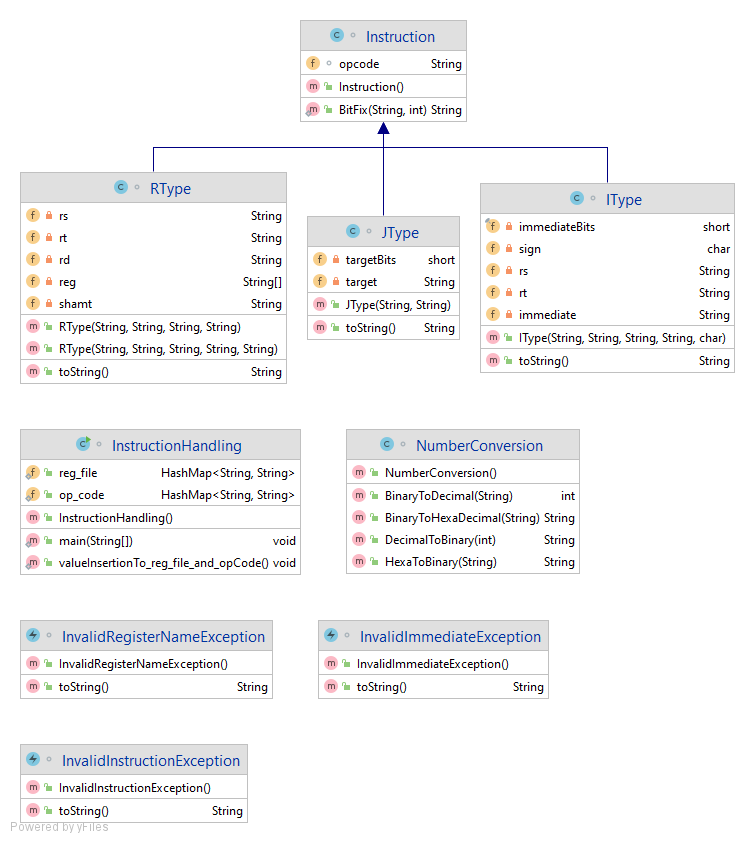 Instruction
opcode String
Instruction()
BitFix(String, int) String
RType
rs String
rt String
rd String
reg String[]
shamt String
RType(String, String, String, String)
RType(String, String, String, String, String)
toString() String
JType
targetBits short
target String
JType(String, String)
toString() String
IType
immediateBits short
sign char
rs String
rt String
immediate String
IType(String, String, String, String, char)
toString() String
InstructionHandling
reg_file HashMap<String, String>
op_code HashMap<String, String>
InstructionHandling()
main(String[]) void
valueInsertionTo_reg_file_and_opCode() void
NumberConversion
NumberConversion()
BinaryToDecimal(String) int
BinaryToHexaDecimal(String) String
DecimalToBinary(int) String
HexaToBinary(String) String
InvalidRegisterNameException
InvalidRegisterNameException()
toString() String
InvalidImmediateException
InvalidImmediateException()
toString() String
InvalidInstructionException
InvalidInstructionException()
toString() String
Powered by yFiles